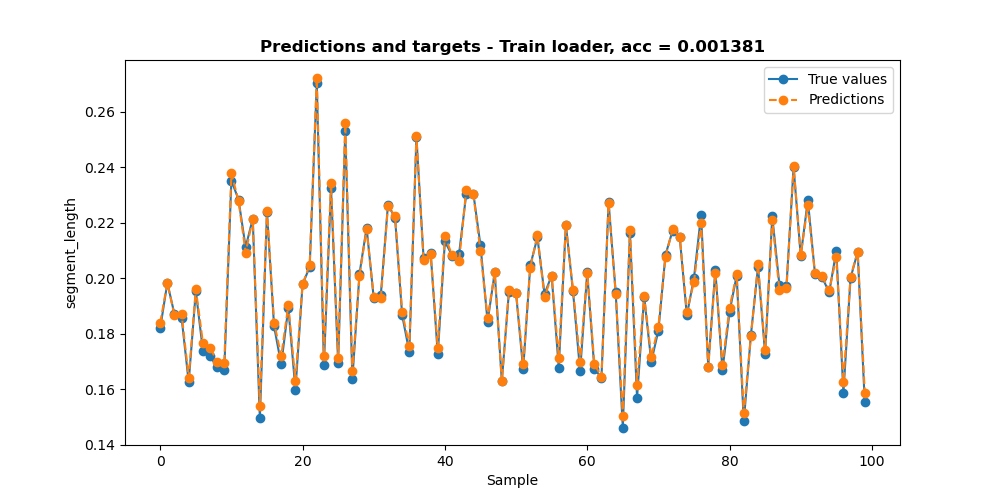 Predictions and targets - Train loader, acc = 0.001381
True values
Predictions
segment_length
0.26
0.24
0.22
0.20
0.18
0.16
0.14
0
20
40
60
80
100
Sample